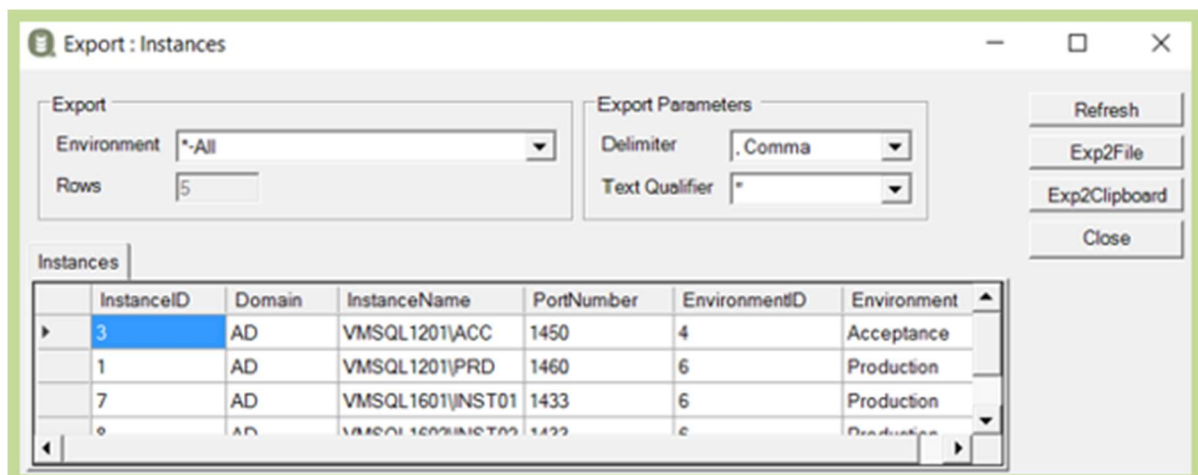 Export : Instances
Export
Environment *-All
Rows 5
Export Parameters
Delimiter , Comma
Text Qualifier "
Refresh
Exp2File
Exp2Clipboard
Close
Instances
InstanceID Domain InstanceName PortNumber EnvironmentID Environment
3 AD VMSQL1201\ACC 1450 4 Acceptance
1 AD VMSQL1201\PRD 1460 6 Production
7 AD VMSQL1601\INST01 1433 6 Production